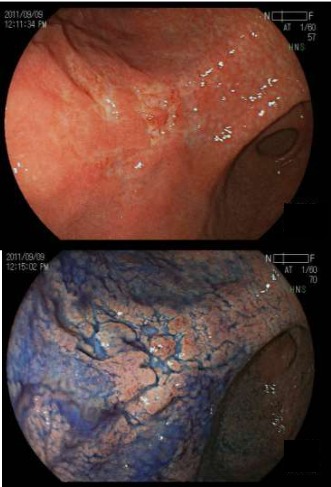 2011/09/09
12:11:34 PM
N F
AT 1/60
57
HNS
2011/09/09
12:15:02 PM
N F
AT 1/60
70
HNS